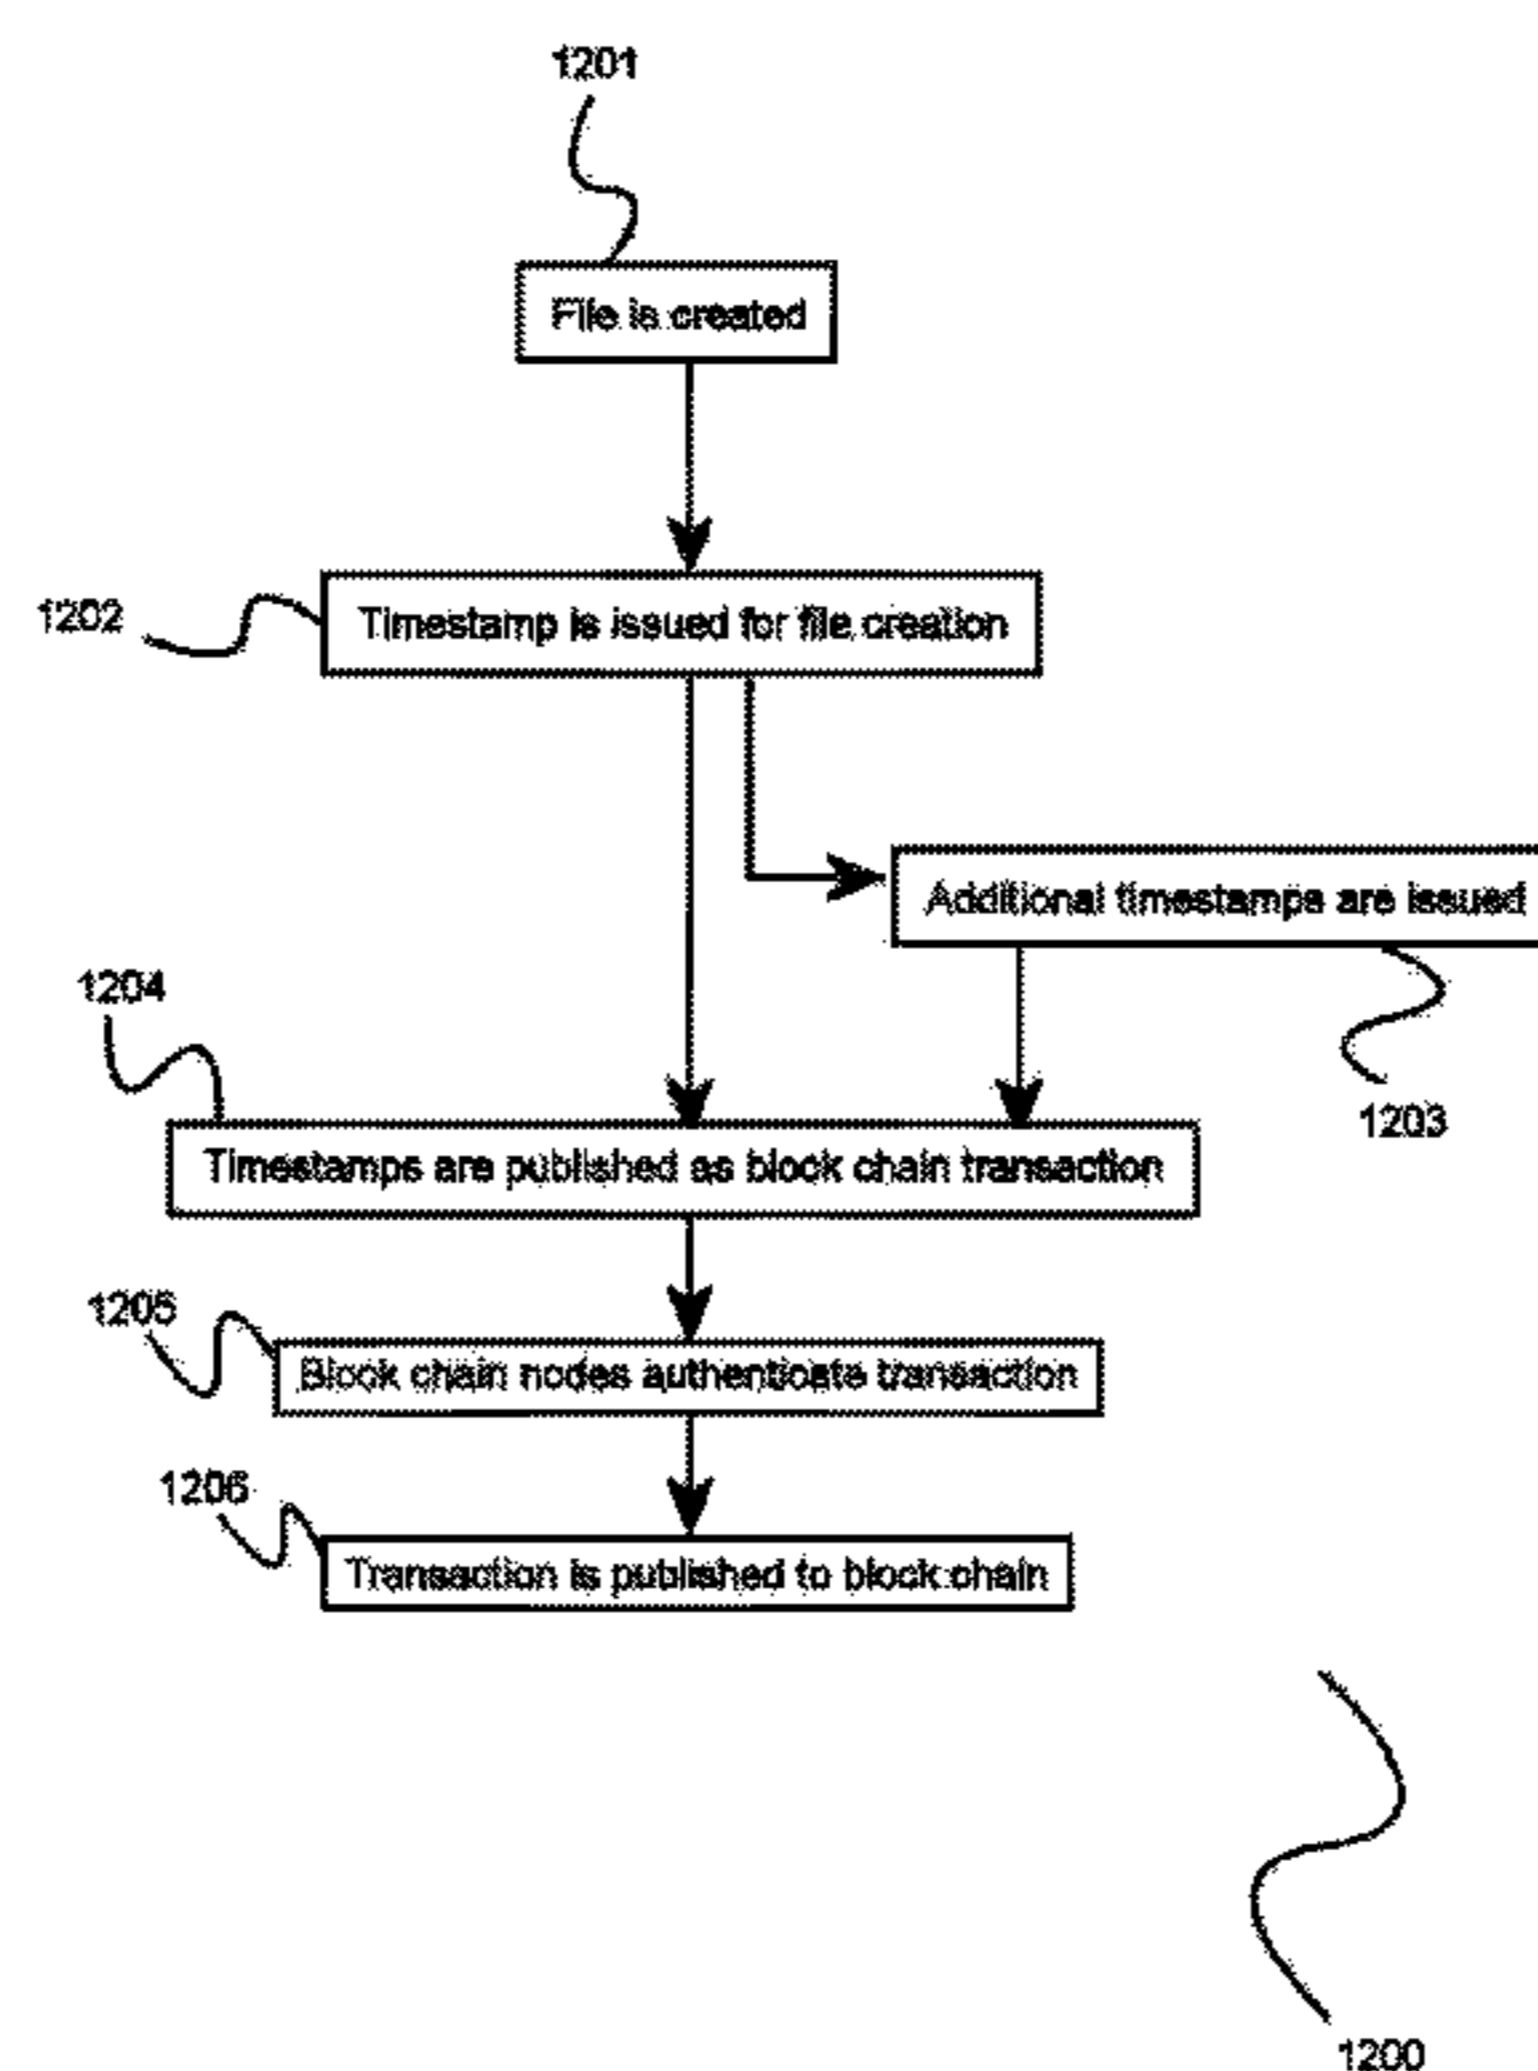 1201
File is created
1202
Timestamp is issued for file creation
Additional timestamps are issued
1204
1203
Timestamps are published as block chain transaction
1205
Block chain nodes authenticate transaction
1206
Transaction is published to block chain
1200